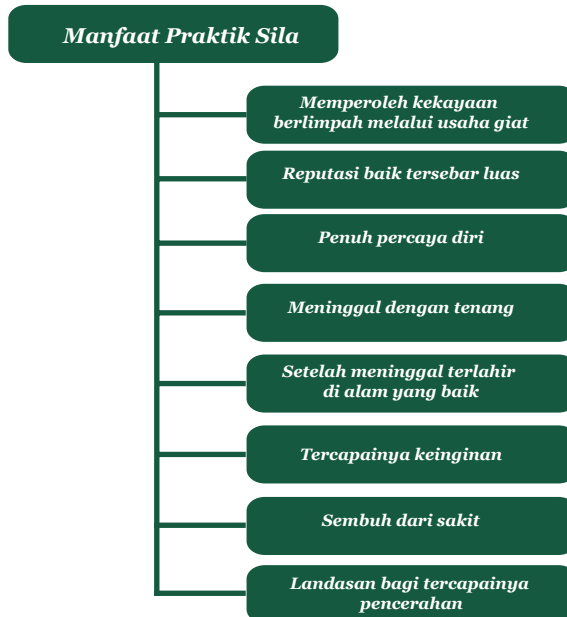 Manfaat Praktik Sila
Memperoleh kekayaan
berlimpah melalui usaha giat
Reputasi baik tersebar luas
Penuh percaya diri
Meninggal dengan tenang
Setelah meninggal terlahir
di alam yang baik
Tercapainya keinginan
Sembuh dari sakit
Landasan bagi tercapainya
pencerahan